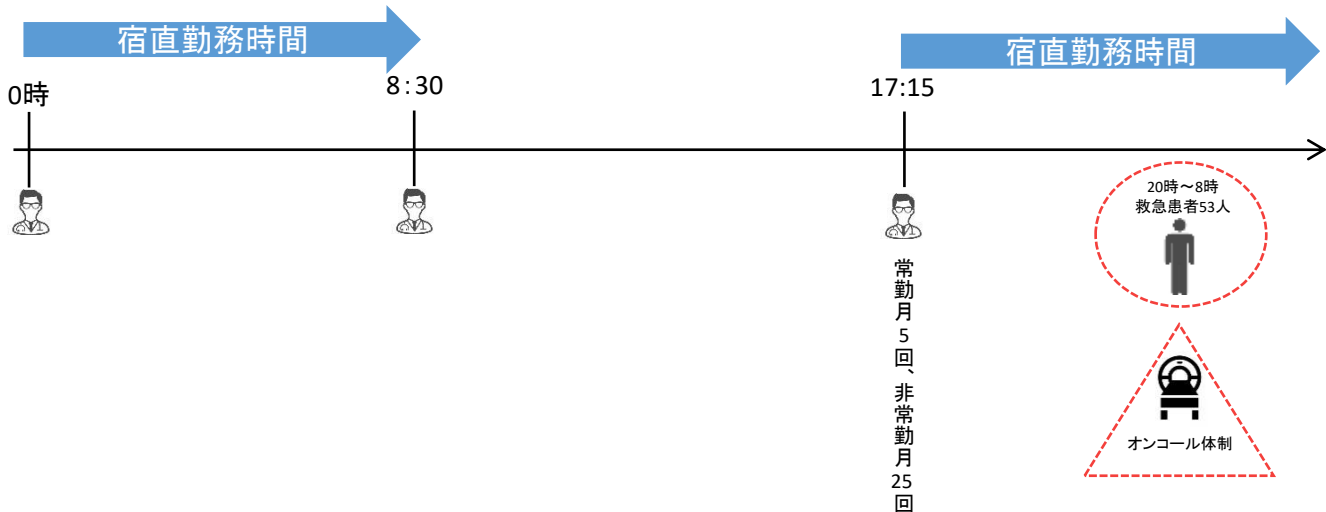 宿直勤務時間
宿直勤務時間
0時
8：30
17:15
20時～8時
救急患者53人
常勤月5回、非常勤月25回
オンコール体制